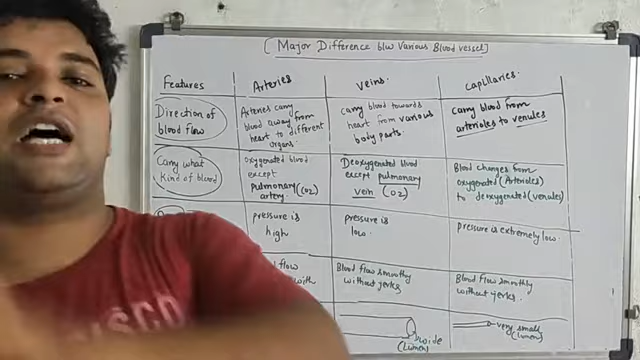 ( Major Difference b/w Various Blood vessel )
Features
Arteries
veins
capillaries.
Direction of
blood flow
Arteries carry
blood away from
heart to different
organs.
carry blood towards
heart from various
body parts.
carry blood from
arterioles to venules
Carry what
kind of blood
oxygenated blood
except
pulmonary
artery (CO2)
Deoxygenated blood
except pulmonary
vein (O2)
Blood changes from
oxygenated (Arterioles)
to deoxygenated (venules)
pressure is
high
pressure is
low.
pressure is extremely low.
flow
with
Blood flow smoothly
without jerks
Blood flow smoothly
without jerks.
wide
(Lumen)
very small
(lumen)